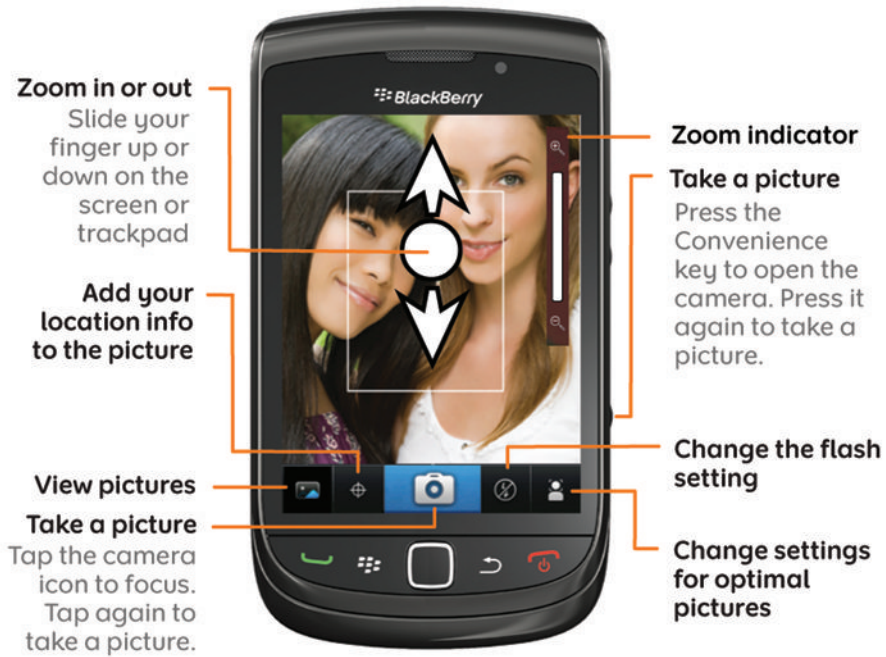 Zoom in or out
Slide your
finger up or
down on the
screen or
trackpad
Add your
location info
to the picture
View pictures
Take a picture
Tap the camera
icon to focus.
Tap again to
take a picture.
BlackBerry
Zoom indicator
Take a picture
Press the
Convenience
key to open the
camera. Press it
again to take a
picture.
Change the flash
setting
Change settings
for optimal
pictures